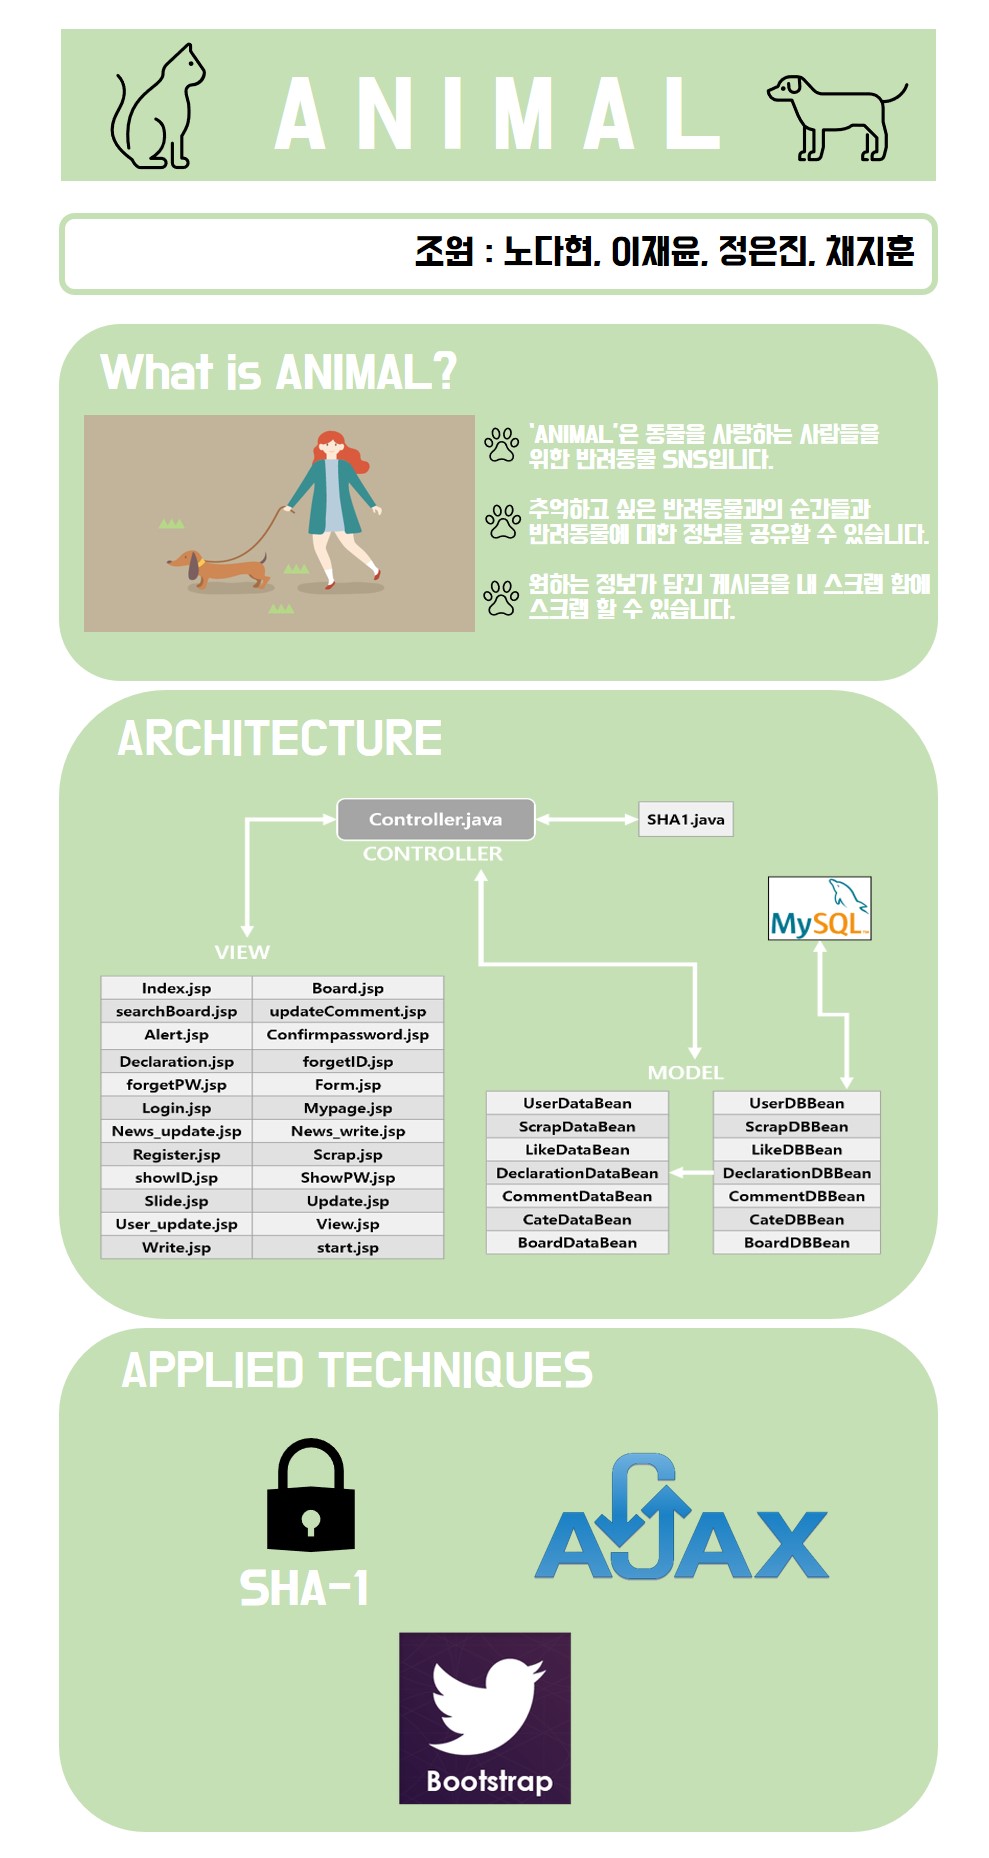 ANIMAL
조원 : 노다현, 이재윤, 정은진, 채지훈
What is ANIMAL?
'ANIMAL'은 동물을 사랑하는 사람들을
위한 반려동물 SNS입니다.
추억하고 싶은 반려동물과의 순간들과
반려동물에 대한 정보를 공유할 수 있습니다.
원하는 정보가 담긴 게시글을 내 스크랩 함에
스크랩 할 수 있습니다.
ARCHITECTURE
Controller.java
SHA1.java
CONTROLLER
MySQL
VIEW
Index.jsp Board.jsp
searchBoard.jsp updateComment.jsp
Alert.jsp Confirmpassword.jsp
Declaration.jsp forgetID.jsp
forgetPW.jsp Form.jsp
Login.jsp Mypage.jsp
News_update.jsp News_write.jsp
Register.jsp Scrap.jsp
showID.jsp ShowPW.jsp
Slide.jsp Update.jsp
User_update.jsp View.jsp
Write.jsp start.jsp
MODEL
UserDataBean UserDBBean
ScrapDataBean ScrapDBBean
LikeDataBean LikeDBBean
DeclarationDataBean DeclarationDBBean
CommentDataBean CommentDBBean
CateDataBean CateDBBean
BoardDataBean BoardDBBean
APPLIED TECHNIQUES
SHA-1
AJAX
Bootstrap